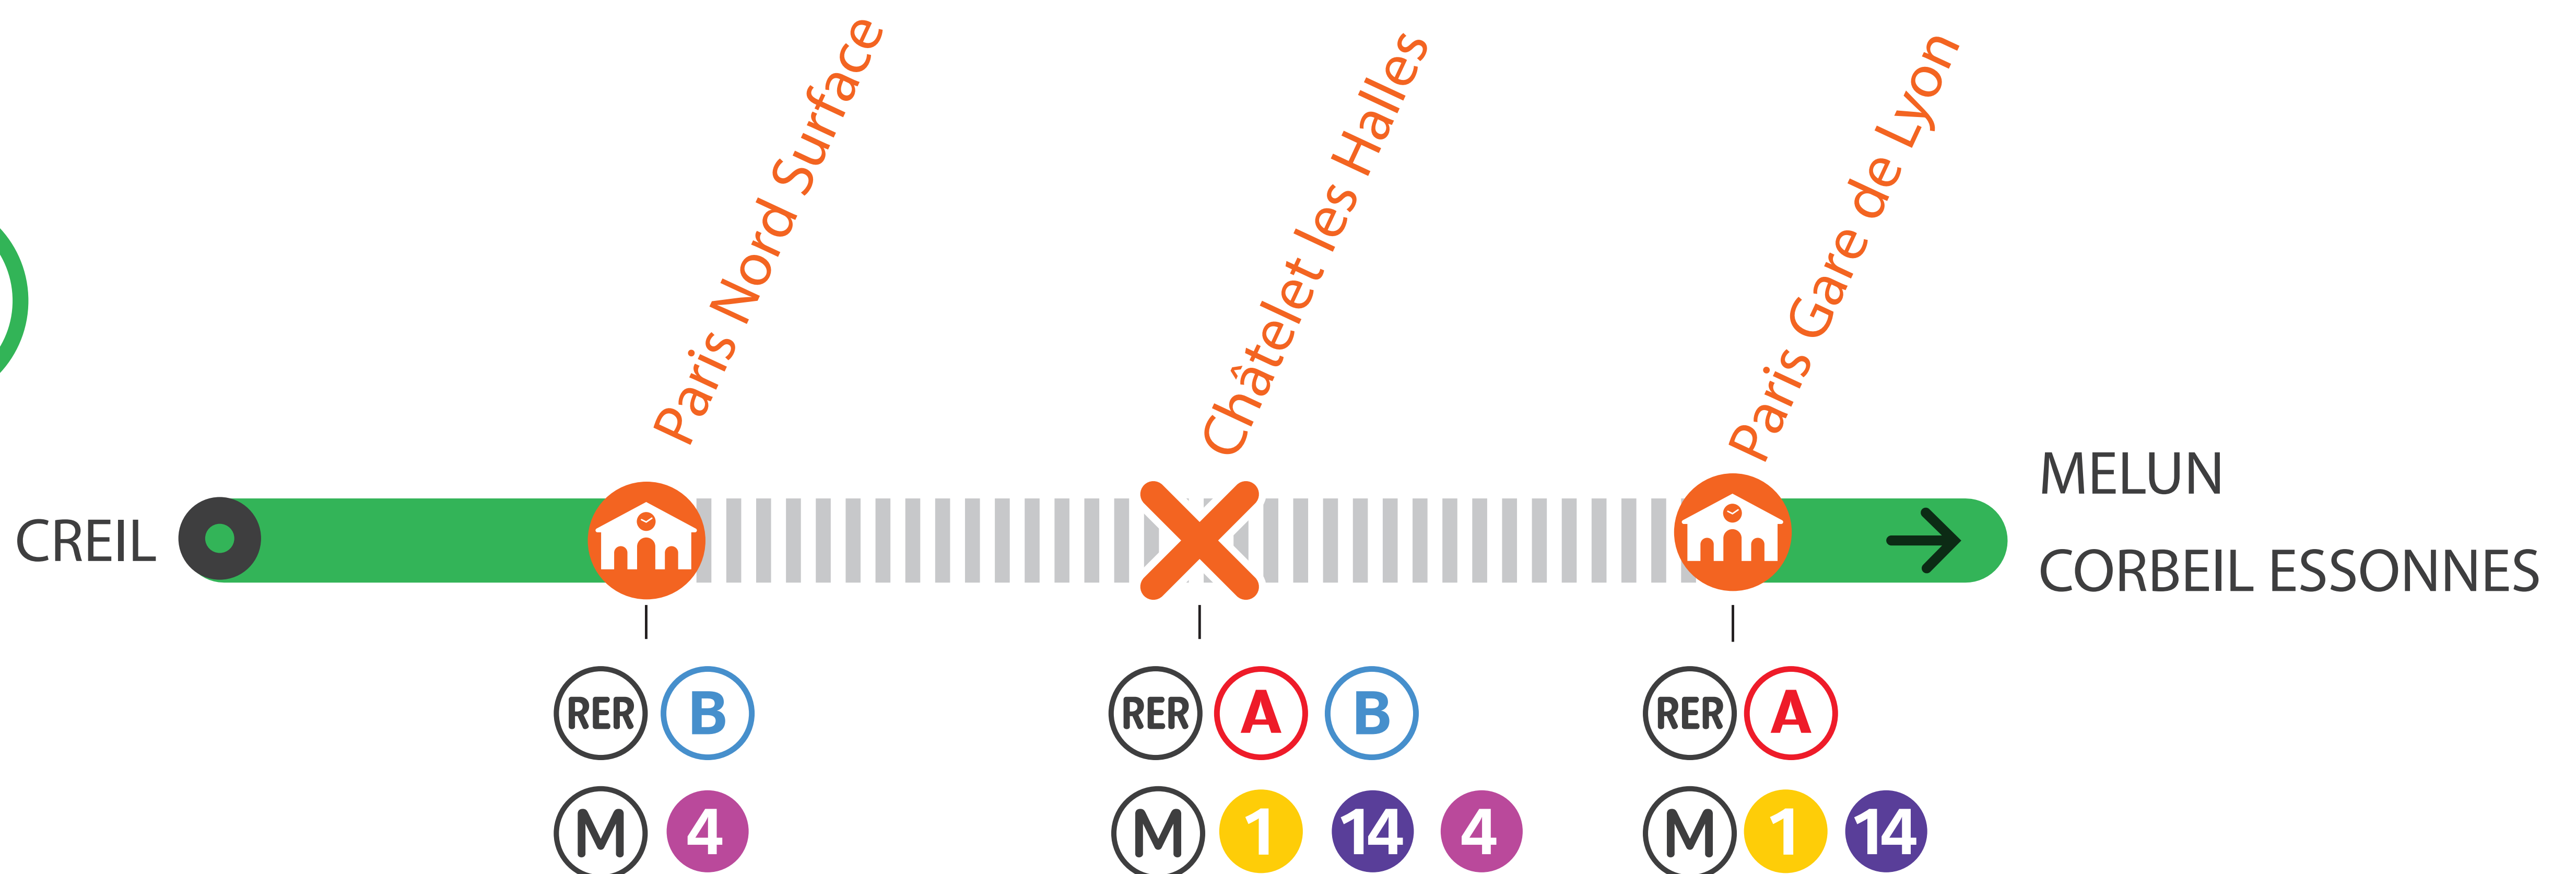 Paris Nord Surface
Châtelet les Halles
Paris Gare de Lyon
CREIL
MELUN
CORBEIL ESSONNES
RER B
RER A B
RER A
M 4
M 1 14 4
M 1 14